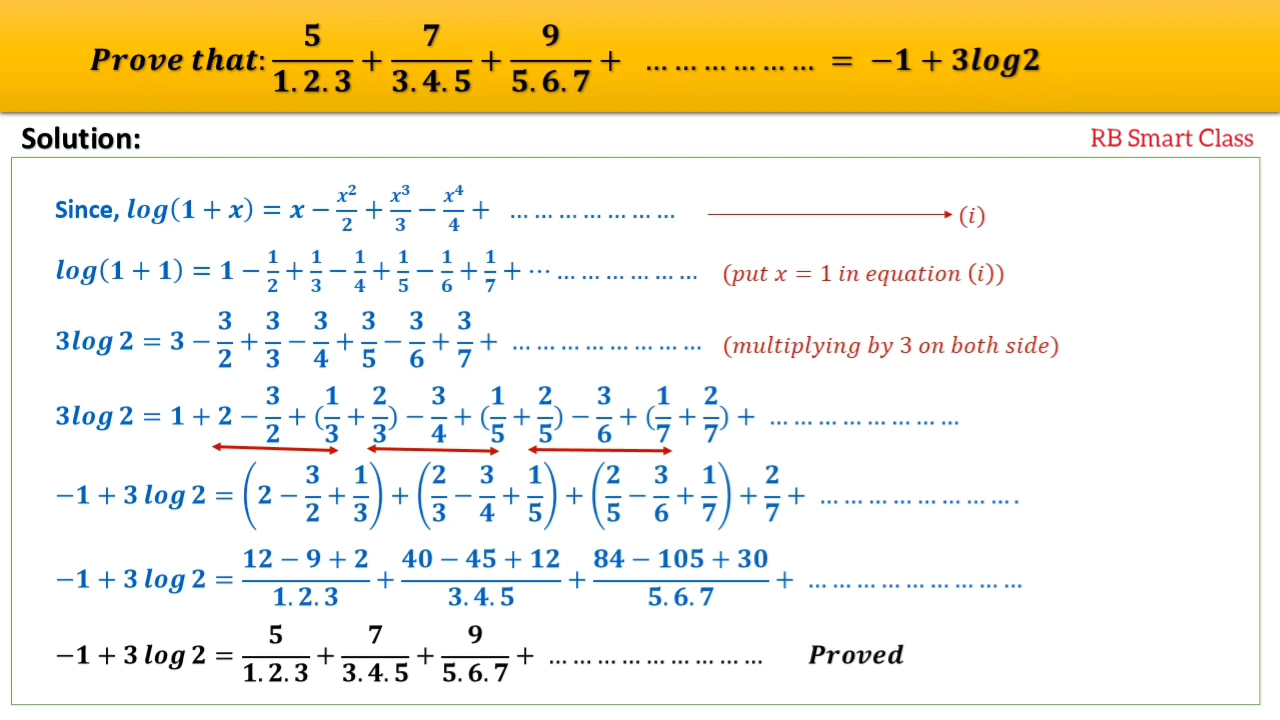 Prove that: 5/1.2.3 + 7/3.4.5 + 9/5.6.7 + ... ... ... ... ... ... = −1 + 3log2
Solution:
RB Smart Class
Since, log(1 + x) = x − x²/2 + x³/3 − x⁴/4 + ... ... ... ... ... ... ... (i)
log(1 + 1) = 1 − 1/2 + 1/3 − 1/4 + 1/5 − 1/6 + 1/7 + ⋯ ... ... ... ... ... ... (put x = 1 in equation (i))
3log 2 = 3 − 3/2 + 3/3 − 3/4 + 3/5 − 3/6 + 3/7 + ... ... ... ... ... ... ... ... (multiplying by 3 on both side)
3log 2 = 1 + 2 − 3/2 + (1/3 + 2/3) − 3/4 + (1/5 + 2/5) − 3/6 + (1/7 + 2/7) + ... ... ... ... ... ... ... ...
−1 + 3 log 2 = (2 − 3/2 + 1/3) + (2/3 − 3/4 + 1/5) + (2/5 − 3/6 + 1/7) + 2/7 + ... ... ... ... ... ... ... ... .
−1 + 3 log 2 = 12 − 9 + 2/1.2.3 + 40 − 45 + 12/3.4.5 + 84 − 105 + 30/5.6.7 + ... ... ... ... ... ... ... ... ...
−1 + 3 log 2 = 5/1.2.3 + 7/3.4.5 + 9/5.6.7 + ... ... ... ... ... ... ... ... ... Proved